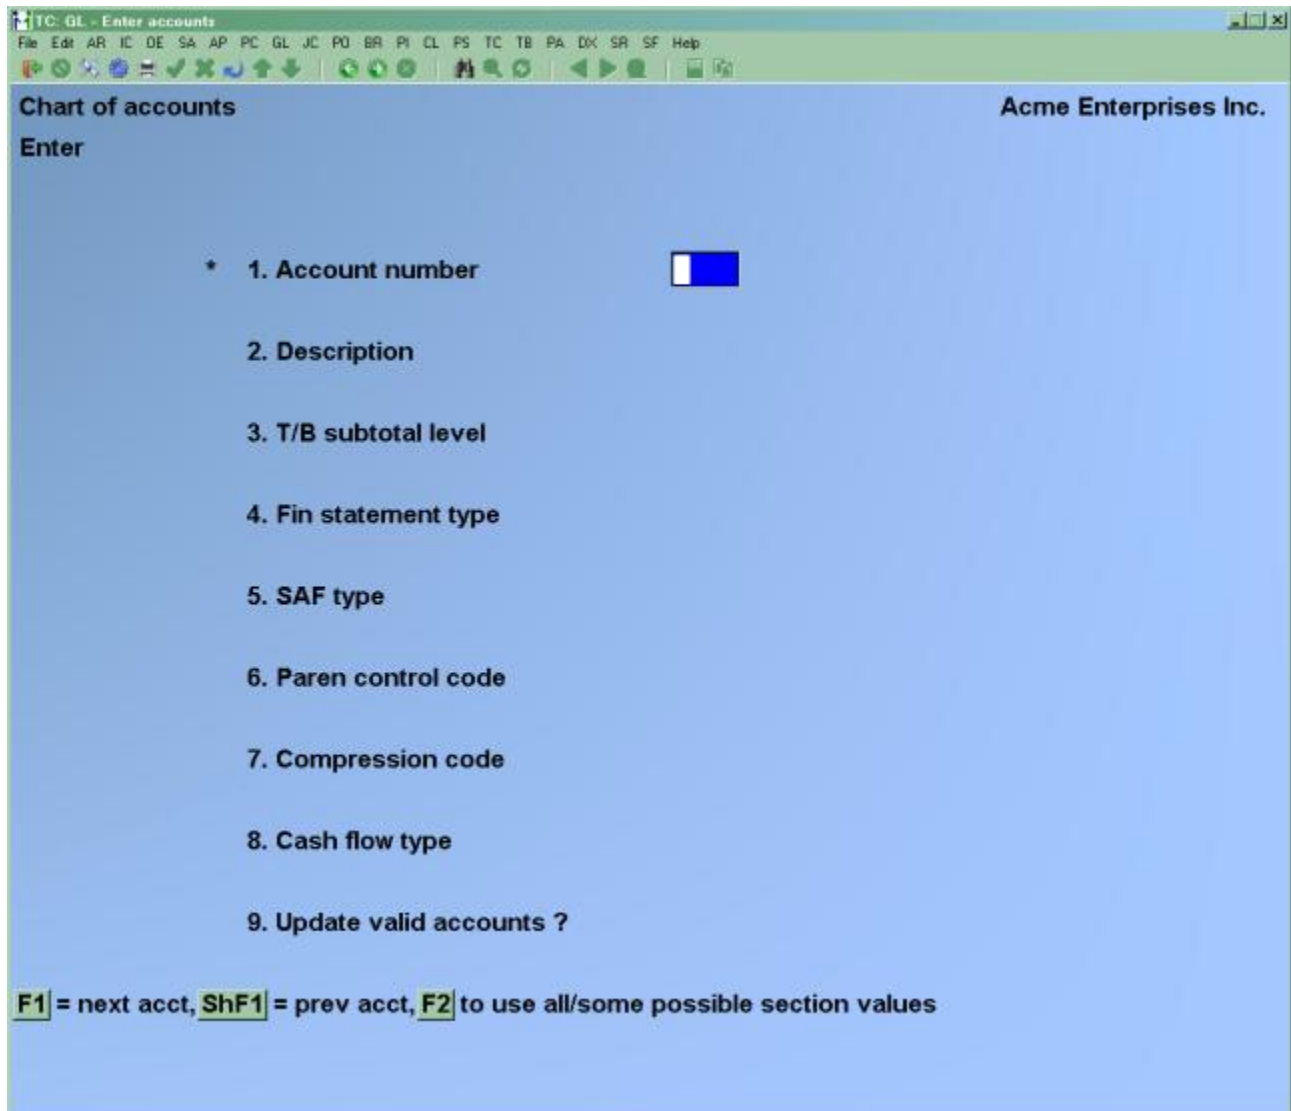 TC: GL - Enter accounts
File Edit AR IC OE SA AP PC GL JC PO BR PI CL PS TC TB PA DX SR SF Help
Chart of accounts Acme Enterprises Inc.
Enter
* 1. Account number
2. Description
3. T/B subtotal level
4. Fin statement type
5. SAF type
6. Paren control code
7. Compression code
8. Cash flow type
9. Update valid accounts ?
F1 = next acct, ShF1 = prev acct, F2 to use all/some possible section values